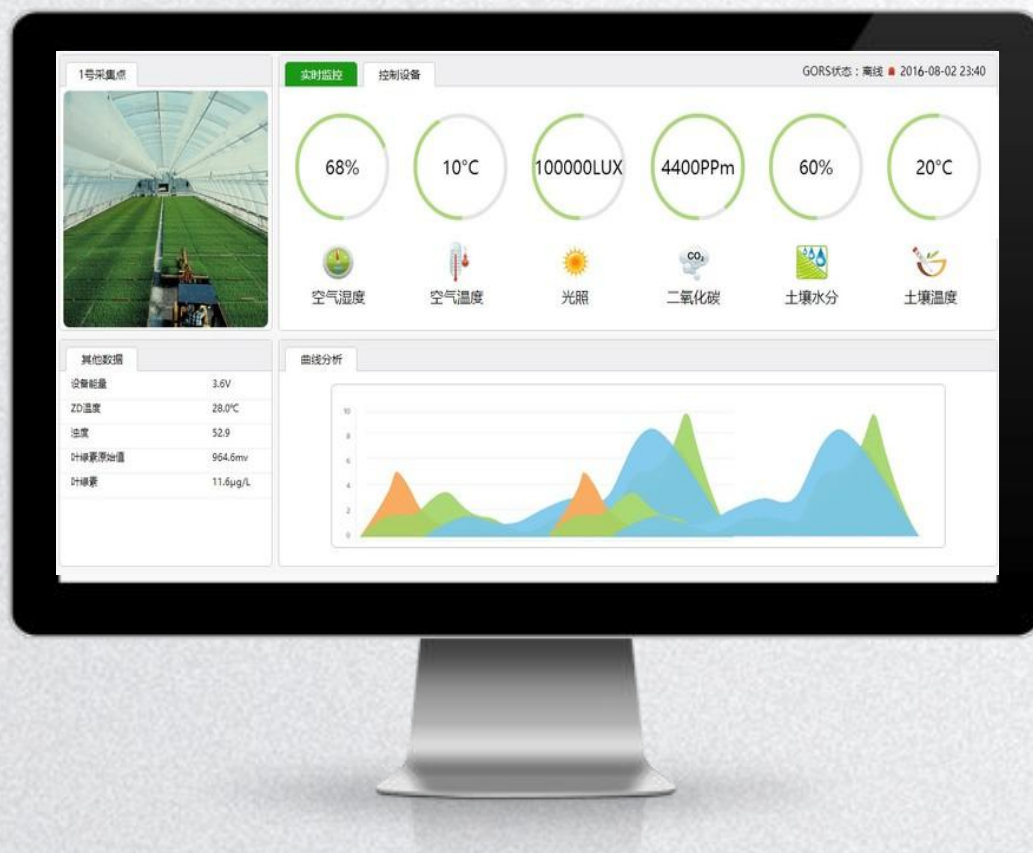 1号采集点
实时监控
控制设备
GORS状态：离线 2016-08-02 23:40
68%
10°C
100000LUX
4400PPm
60%
20°C
CO₂
空气湿度
空气温度
光照
二氧化碳
土壤水分
土壤温度
其他数据
设备能量 3.6V
ZD温度 28.0℃
浊度 52.9
叶绿素原始值 964.6mv
叶绿素 11.6μg/L
曲线分析
10
8
6
4
2
0